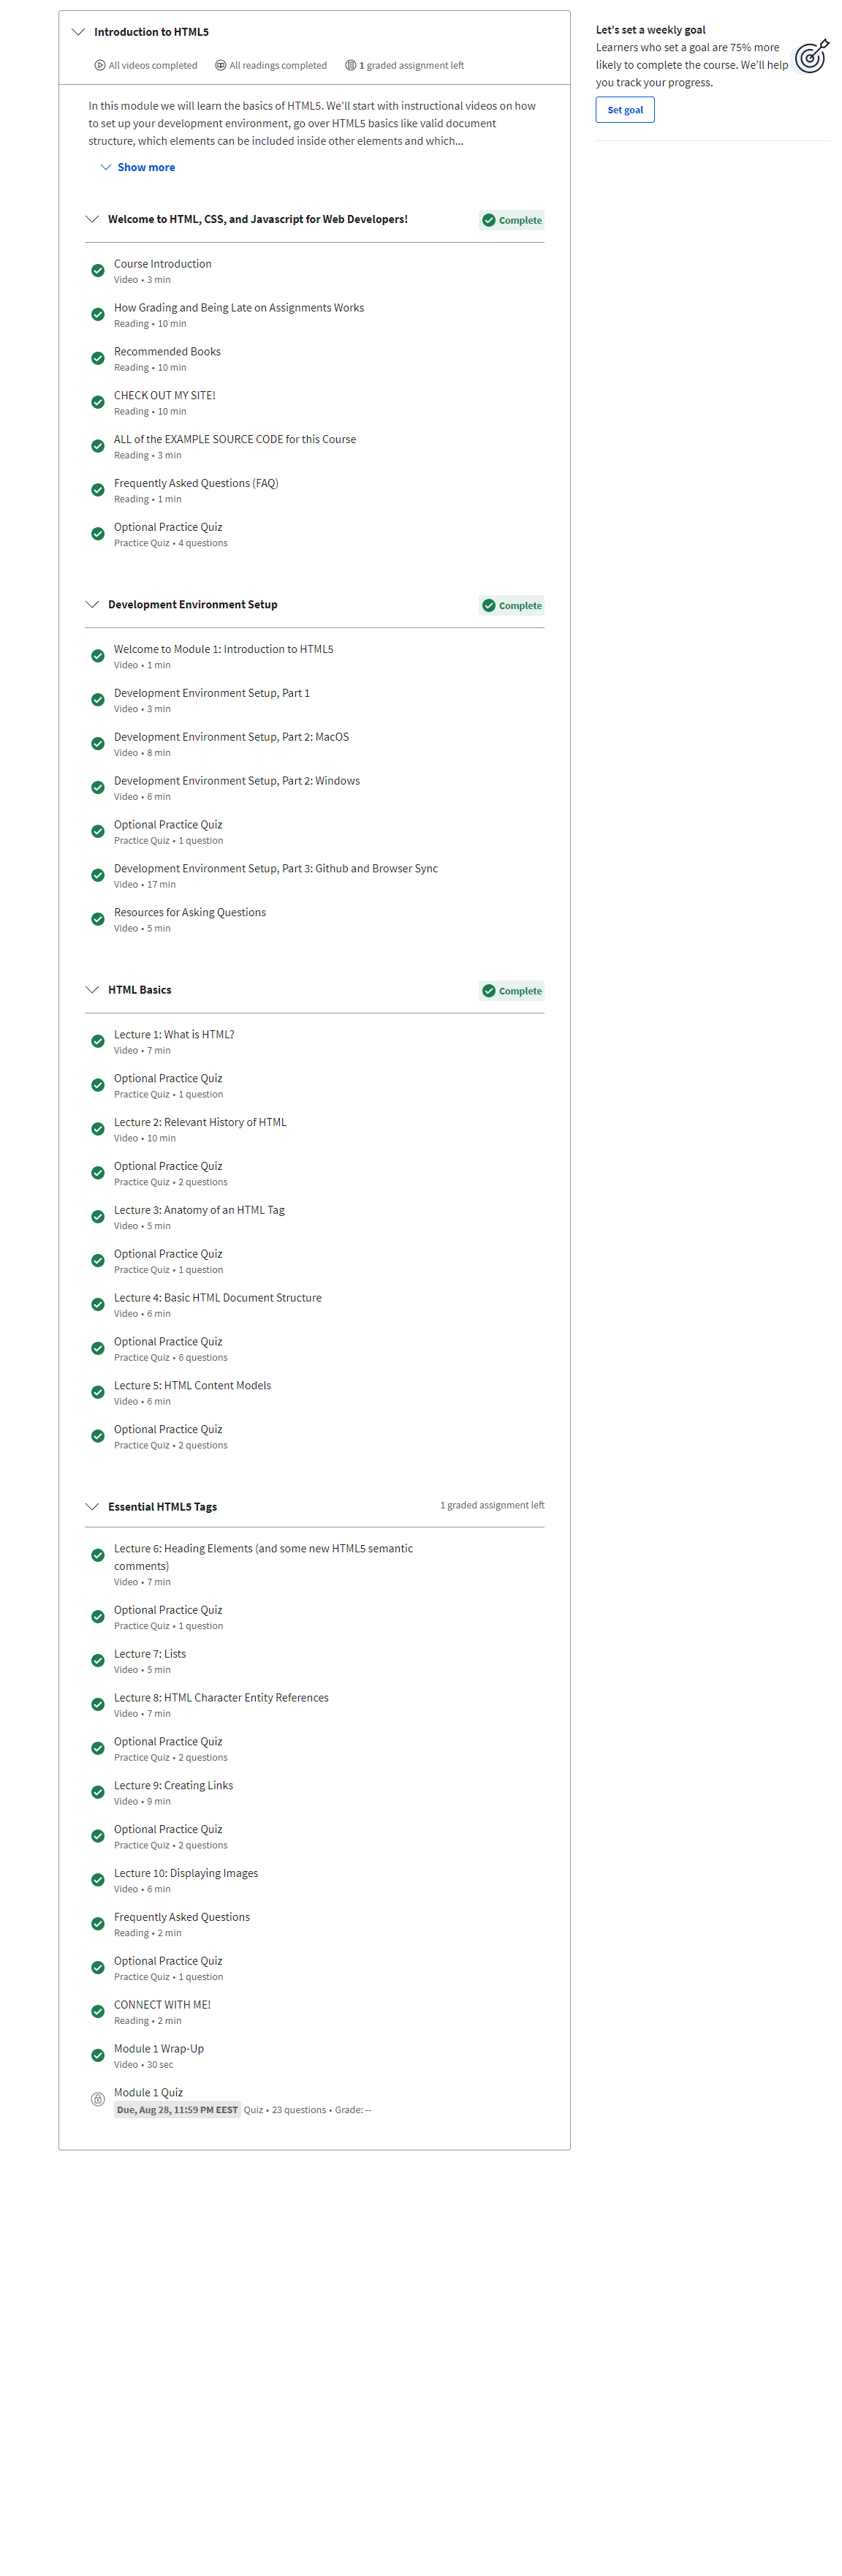 Introduction to HTML5
All videos completed
All readings completed
1 graded assignment left
In this module we will learn the basics of HTML5. We'll start with instructional videos on how
to set up your development environment, go over HTML5 basics like valid document
structure, which elements can be included inside other elements and which...
Show more
Welcome to HTML, CSS, and Javascript for Web Developers!
Complete
Course Introduction
Video • 3 min
How Grading and Being Late on Assignments Works
Reading • 10 min
Recommended Books
Reading • 10 min
CHECK OUT MY SITE!
Reading • 10 min
ALL of the EXAMPLE SOURCE CODE for this Course
Reading • 3 min
Frequently Asked Questions (FAQ)
Reading • 1 min
Optional Practice Quiz
Practice Quiz • 4 questions
Development Environment Setup
Complete
Welcome to Module 1: Introduction to HTML5
Video • 1 min
Development Environment Setup, Part 1
Video • 3 min
Development Environment Setup, Part 2: MacOS
Video • 8 min
Development Environment Setup, Part 2: Windows
Video • 6 min
Optional Practice Quiz
Practice Quiz • 1 question
Development Environment Setup, Part 3: Github and Browser Sync
Video • 17 min
Resources for Asking Questions
Video • 5 min
HTML Basics
Complete
Lecture 1: What is HTML?
Video • 7 min
Optional Practice Quiz
Practice Quiz • 1 question
Lecture 2: Relevant History of HTML
Video • 10 min
Optional Practice Quiz
Practice Quiz • 2 questions
Lecture 3: Anatomy of an HTML Tag
Video • 5 min
Optional Practice Quiz
Practice Quiz • 1 question
Lecture 4: Basic HTML Document Structure
Video • 6 min
Optional Practice Quiz
Practice Quiz • 6 questions
Lecture 5: HTML Content Models
Video • 6 min
Optional Practice Quiz
Practice Quiz • 2 questions
Essential HTML5 Tags
1 graded assignment left
Lecture 6: Heading Elements (and some new HTML5 semantic
comments)
Video • 7 min
Optional Practice Quiz
Practice Quiz • 1 question
Lecture 7: Lists
Video • 5 min
Lecture 8: HTML Character Entity References
Video • 7 min
Optional Practice Quiz
Practice Quiz • 2 questions
Lecture 9: Creating Links
Video • 9 min
Optional Practice Quiz
Practice Quiz • 2 questions
Lecture 10: Displaying Images
Video • 6 min
Frequently Asked Questions
Reading • 2 min
Optional Practice Quiz
Practice Quiz • 1 question
CONNECT WITH ME!
Reading • 2 min
Module 1 Wrap-Up
Video • 30 sec
Module 1 Quiz
Due, Aug 28, 11:59 PM EEST Quiz • 23 questions • Grade: --
Let's set a weekly goal
Learners who set a goal are 75% more
likely to complete the course. We'll help
you track your progress.
Set goal